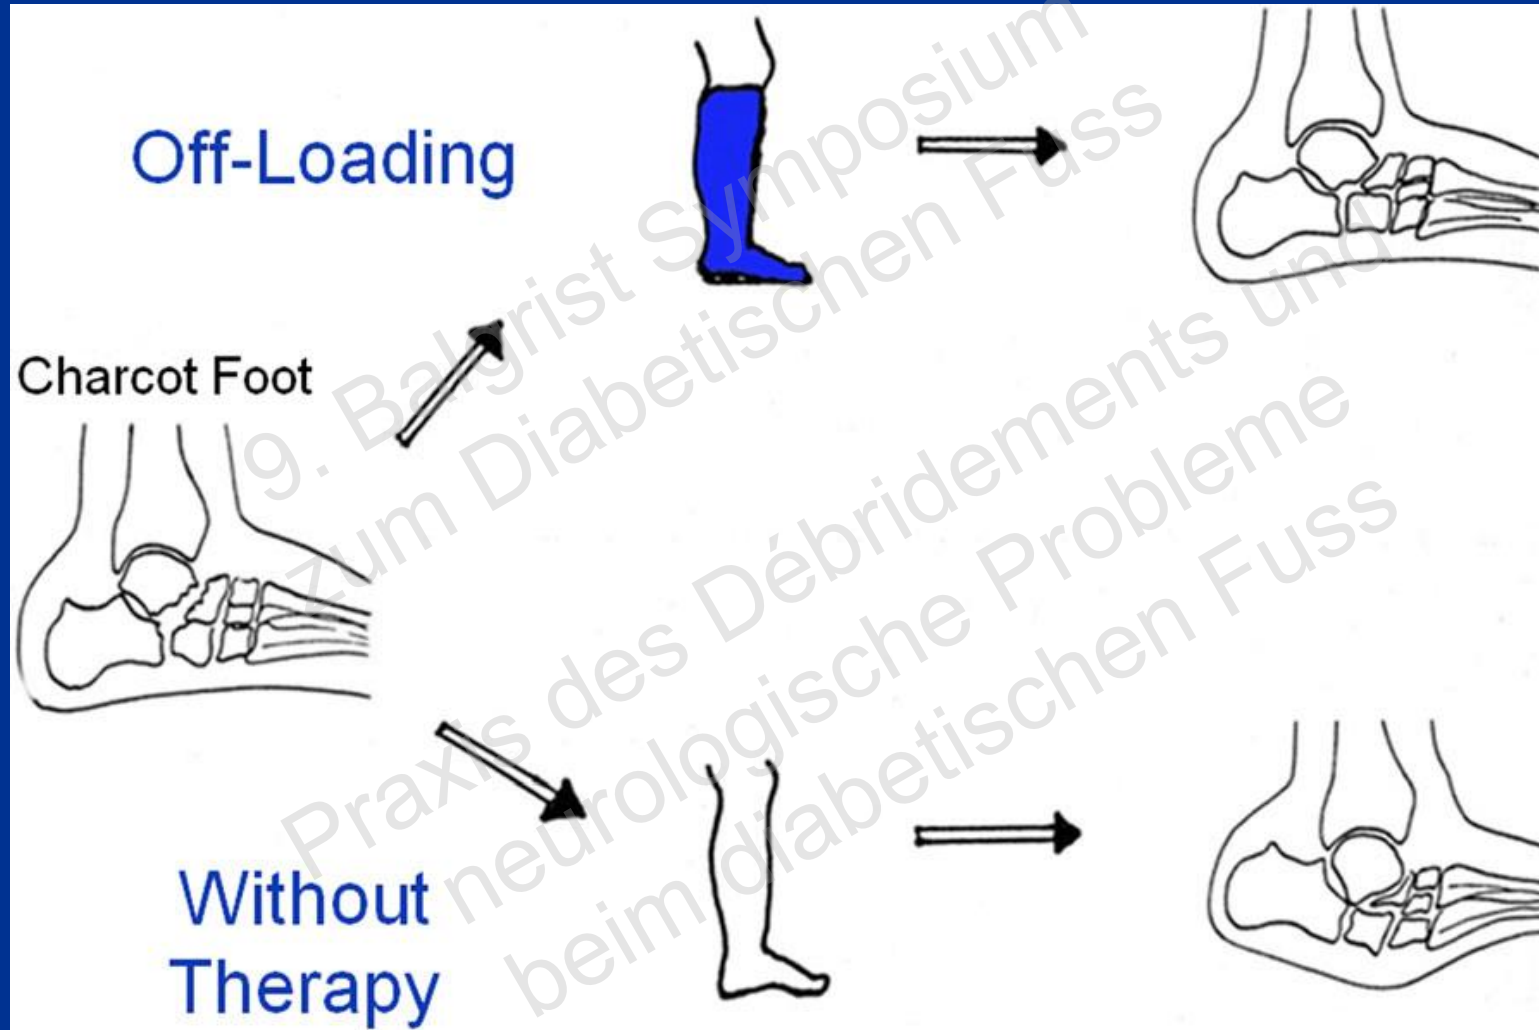 Off-Loading
Charcot Foot
Without
Therapy
9. Balgrist Symposium
zum Diabetischen Fuss
Praxis des Débridements und
neurologische Probleme
beim diabetischen Fuss